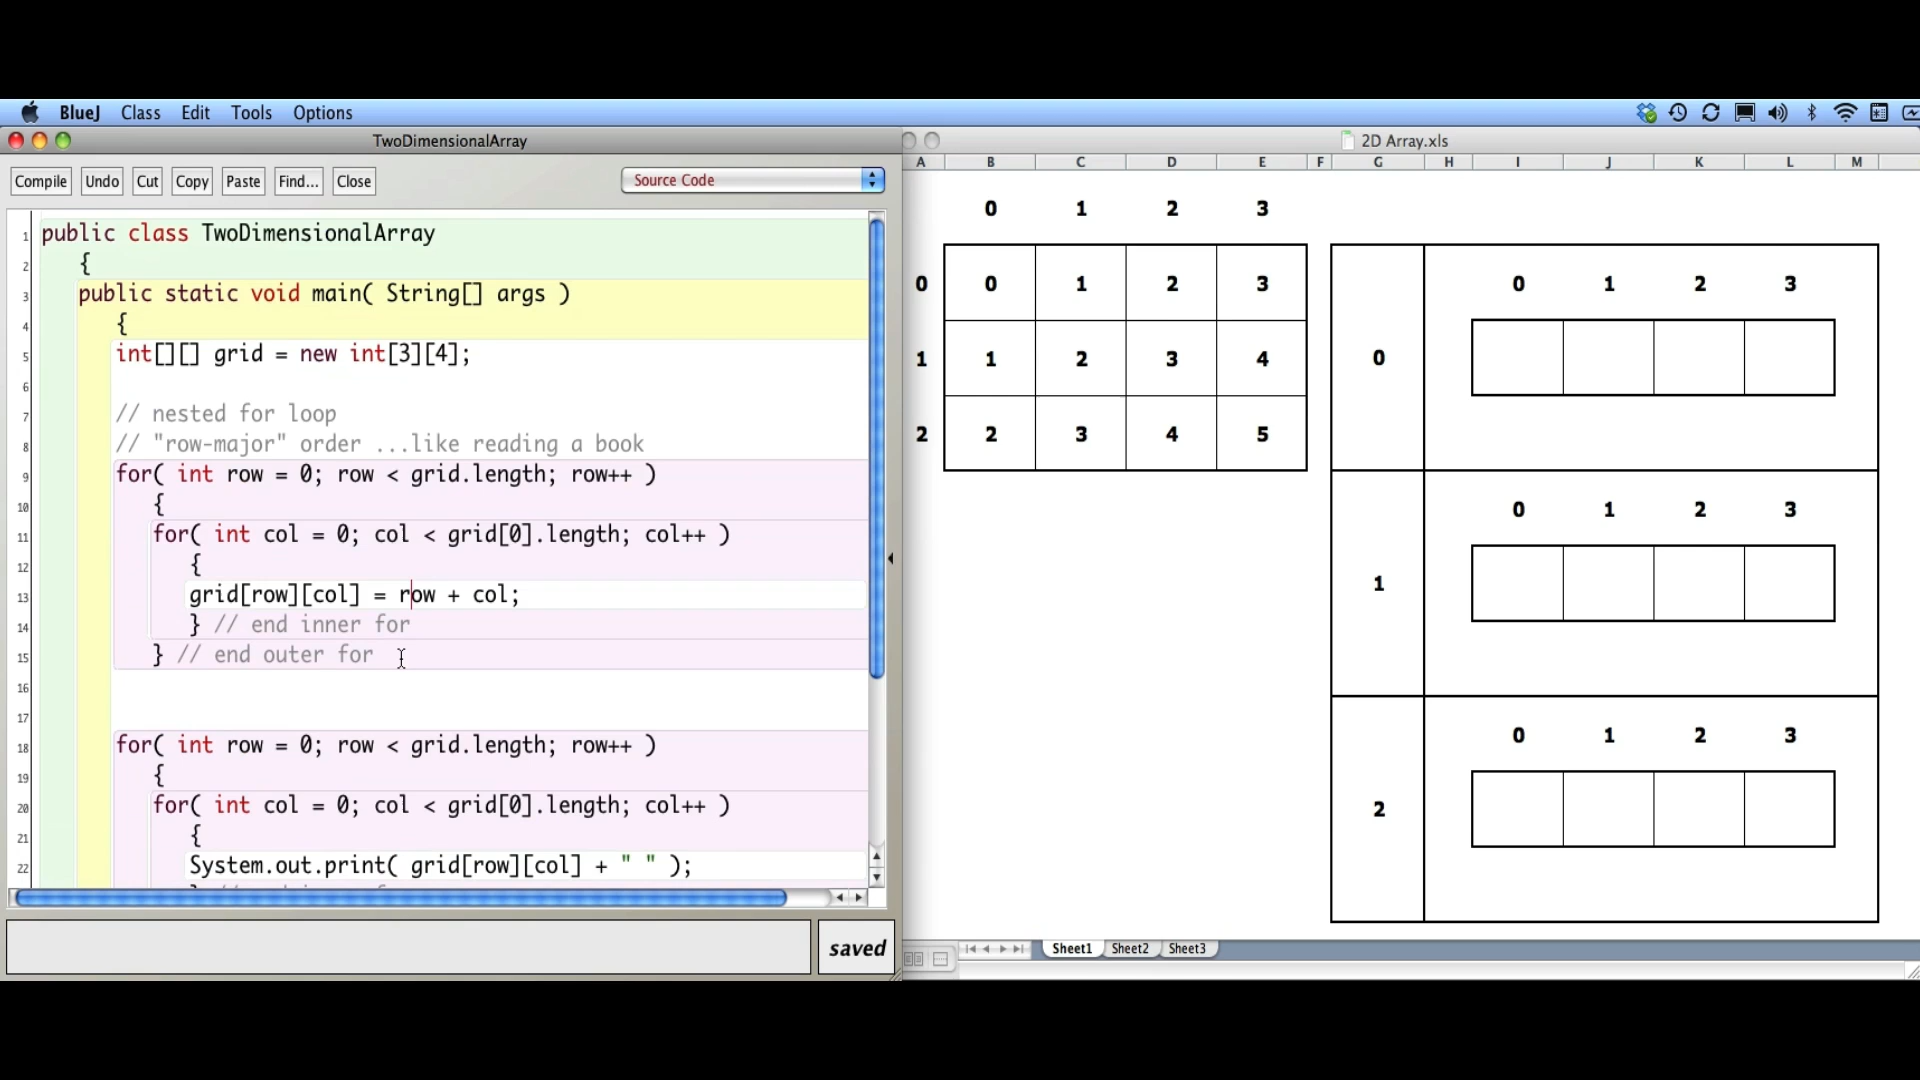 BlueJ Class Edit Tools Options
TwoDimensionalArray
Compile Undo Cut Copy Paste Find... Close Source Code
1 public class TwoDimensionalArray
2 {
3 public static void main( String[] args )
4 {
5 int[][] grid = new int[3][4];
6
7 // nested for loop
8 // "row-major" order ...like reading a book
9 for( int row = 0; row < grid.length; row++ )
10 {
11 for( int col = 0; col < grid[0].length; col++ )
12 {
13 grid[row][col] = row + col;
14 } // end inner for
15 } // end outer for
16
17
18 for( int row = 0; row < grid.length; row++ )
19 {
20 for( int col = 0; col < grid[0].length; col++ )
21 {
22 System.out.print( grid[row][col] + " " );
saved
2D Array.xls
A B C D E F G H I J K L M
0 1 2 3
0 0 1 2 3
1 1 2 3 4
2 2 3 4 5
0 1 2 3
0
0 1 2 3
1
0 1 2 3
2
Sheet1 Sheet2 Sheet3